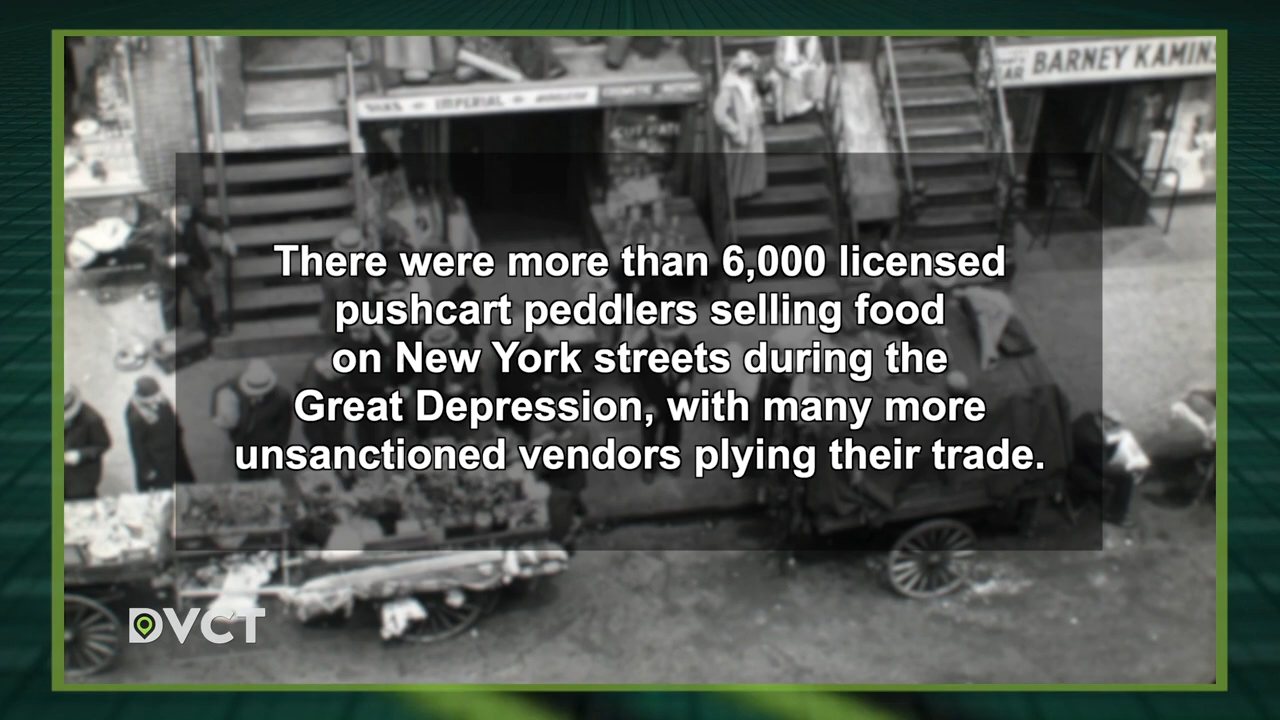 BARNEY KAMINS
IMPERIAL
There were more than 6,000 licensed
pushcart peddlers selling food
on New York streets during the
Great Depression, with many more
unsanctioned vendors plying their trade.
DVCT